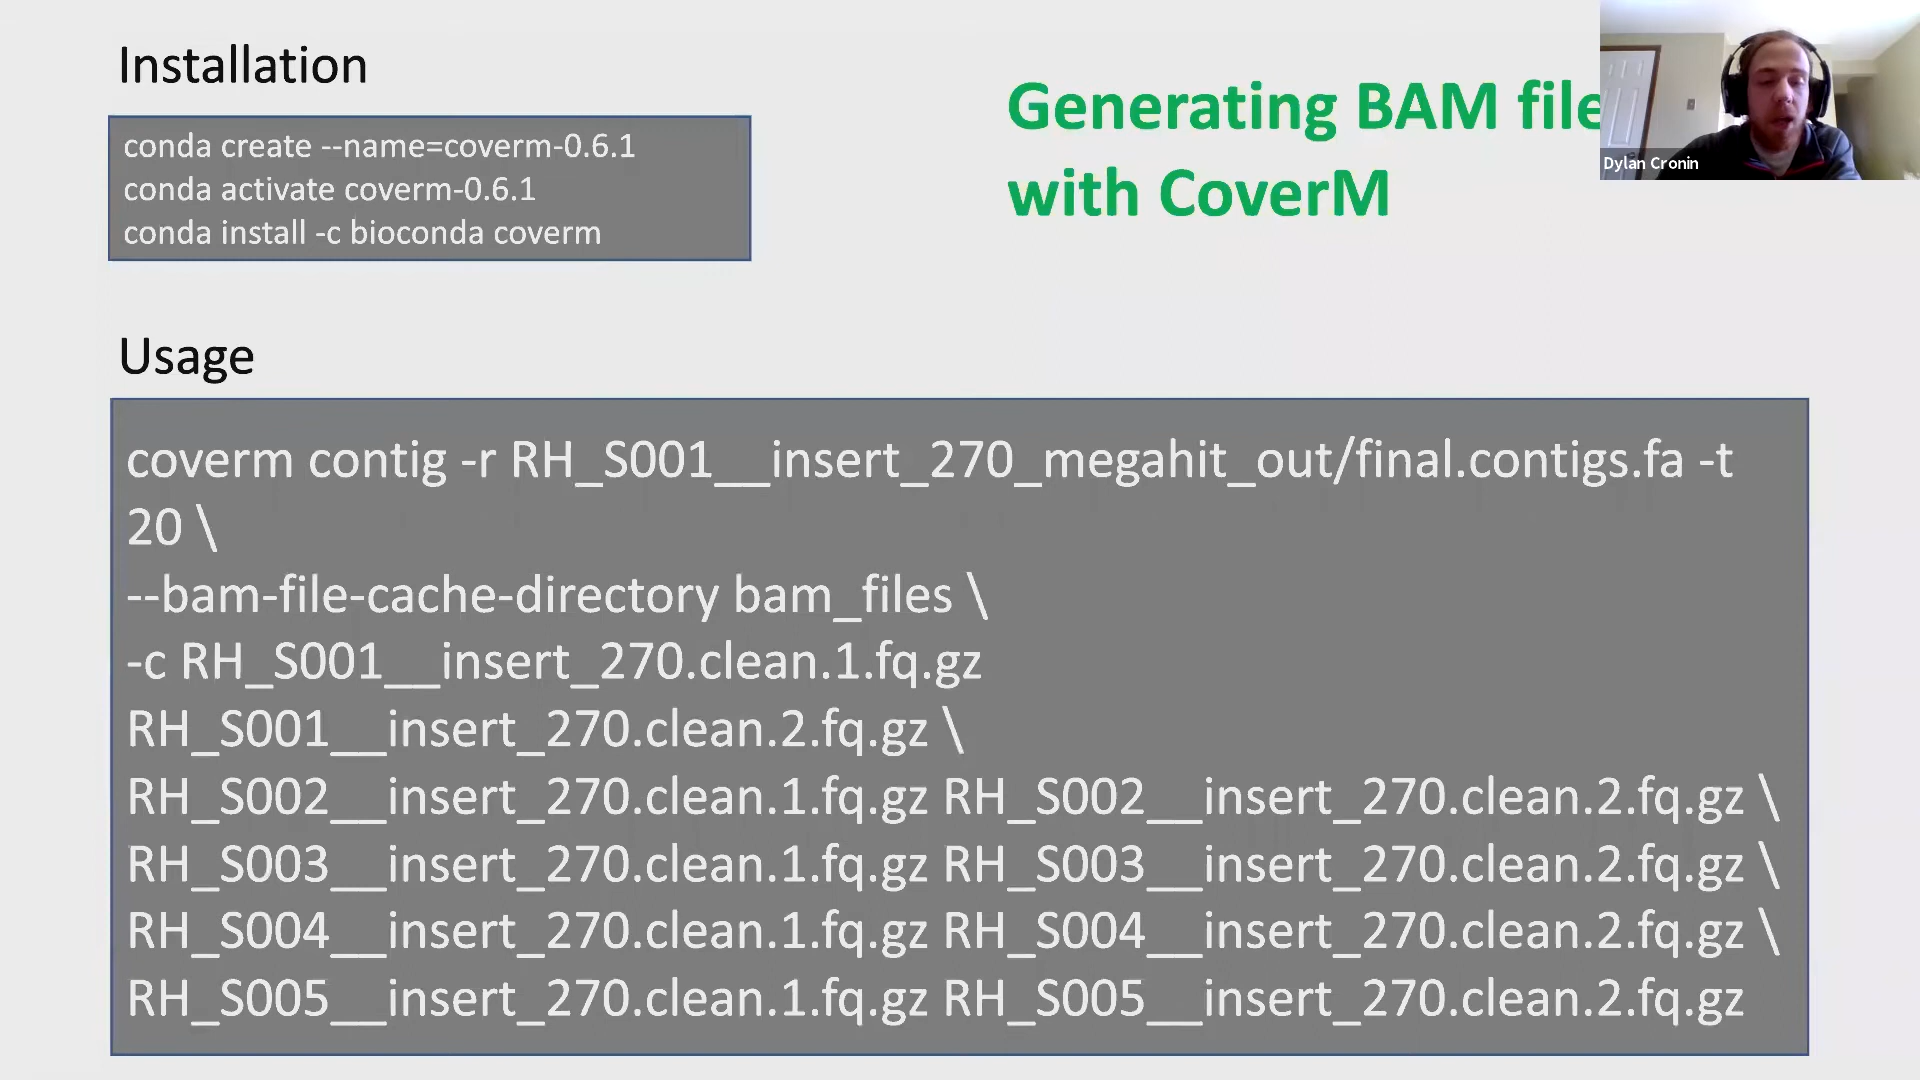 Installation
conda create --name=coverm-0.6.1
conda activate coverm-0.6.1
conda install -c bioconda coverm
Generating BAM file
with CoverM
Dylan Cronin
Usage
coverm contig -r RH_S001__insert_270_megahit_out/final.contigs.fa -t
20 \
--bam-file-cache-directory bam_files \
-c RH_S001__insert_270.clean.1.fq.gz
RH_S001__insert_270.clean.2.fq.gz \
RH_S002__insert_270.clean.1.fq.gz RH_S002__insert_270.clean.2.fq.gz \
RH_S003__insert_270.clean.1.fq.gz RH_S003__insert_270.clean.2.fq.gz \
RH_S004__insert_270.clean.1.fq.gz RH_S004__insert_270.clean.2.fq.gz \
RH_S005__insert_270.clean.1.fq.gz RH_S005__insert_270.clean.2.fq.gz